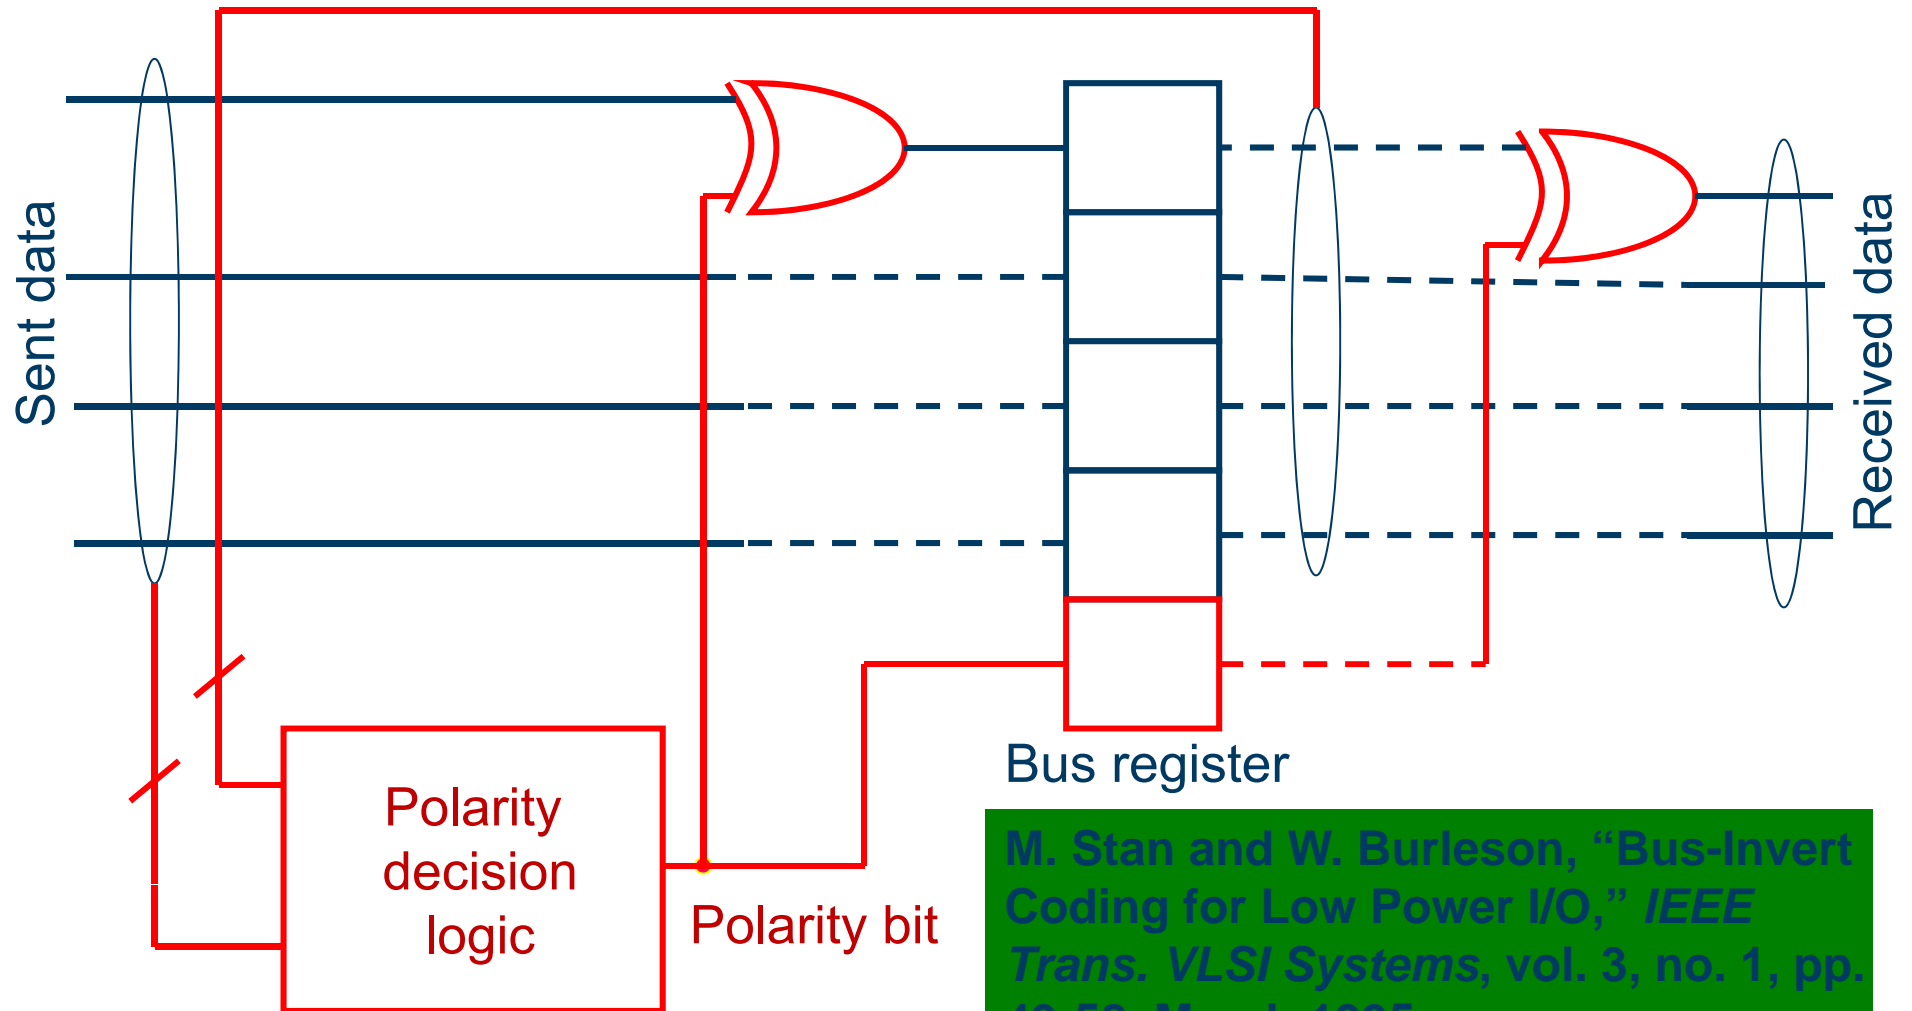 Sent data
Received data
Bus register
Polarity
decision
logic
Polarity bit
M. Stan and W. Burleson, “Bus-Invert
Coding for Low Power I/O,” IEEE
Trans. VLSI Systems, vol. 3, no. 1, pp.